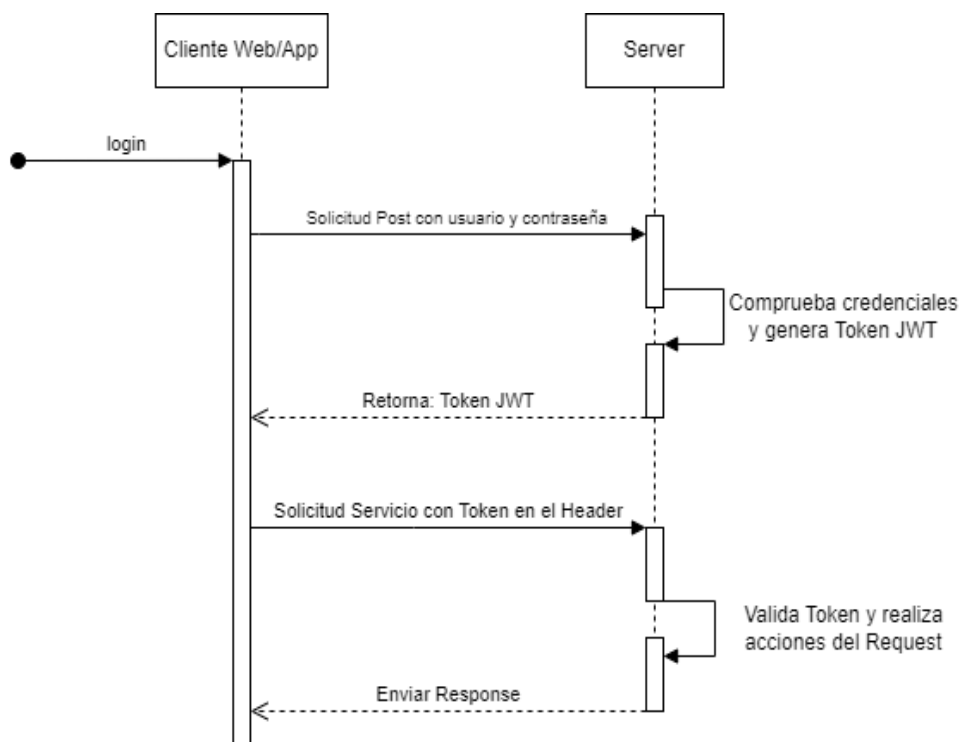 Cliente Web/App
Server
login
Solicitud Post con usuario y contraseña
Comprueba credenciales
y genera Token JWT
Retorna: Token JWT
Solicitud Servicio con Token en el Header
Valida Token y realiza
acciones del Request
Enviar Response